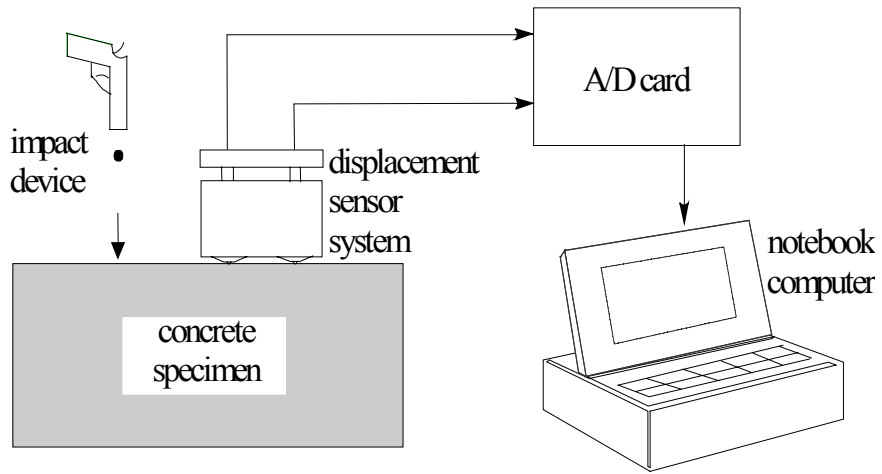 A/D card
impact
device
displacement
sensor
system
notebook
computer
concrete
specimen